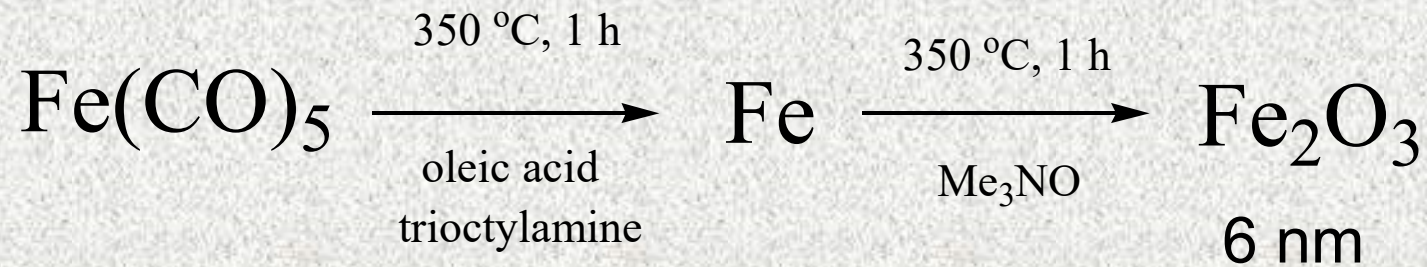 350 °C, 1 h
350 °C, 1 h
Fe(CO)₅ Fe Fe₂O₃
oleic acid
Me₃NO
trioctylamine
6 nm